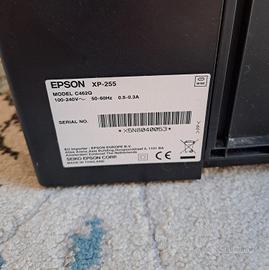 EPSON XP-255
MODEL C462Q
100-240V~ 50-60Hz 0.5-0.3A
SERIAL NO.:
*X5N8040053*
EU Importer : EPSON EUROPE B.V.
SEIKO EPSON CORP.
MADE IN THAILAND